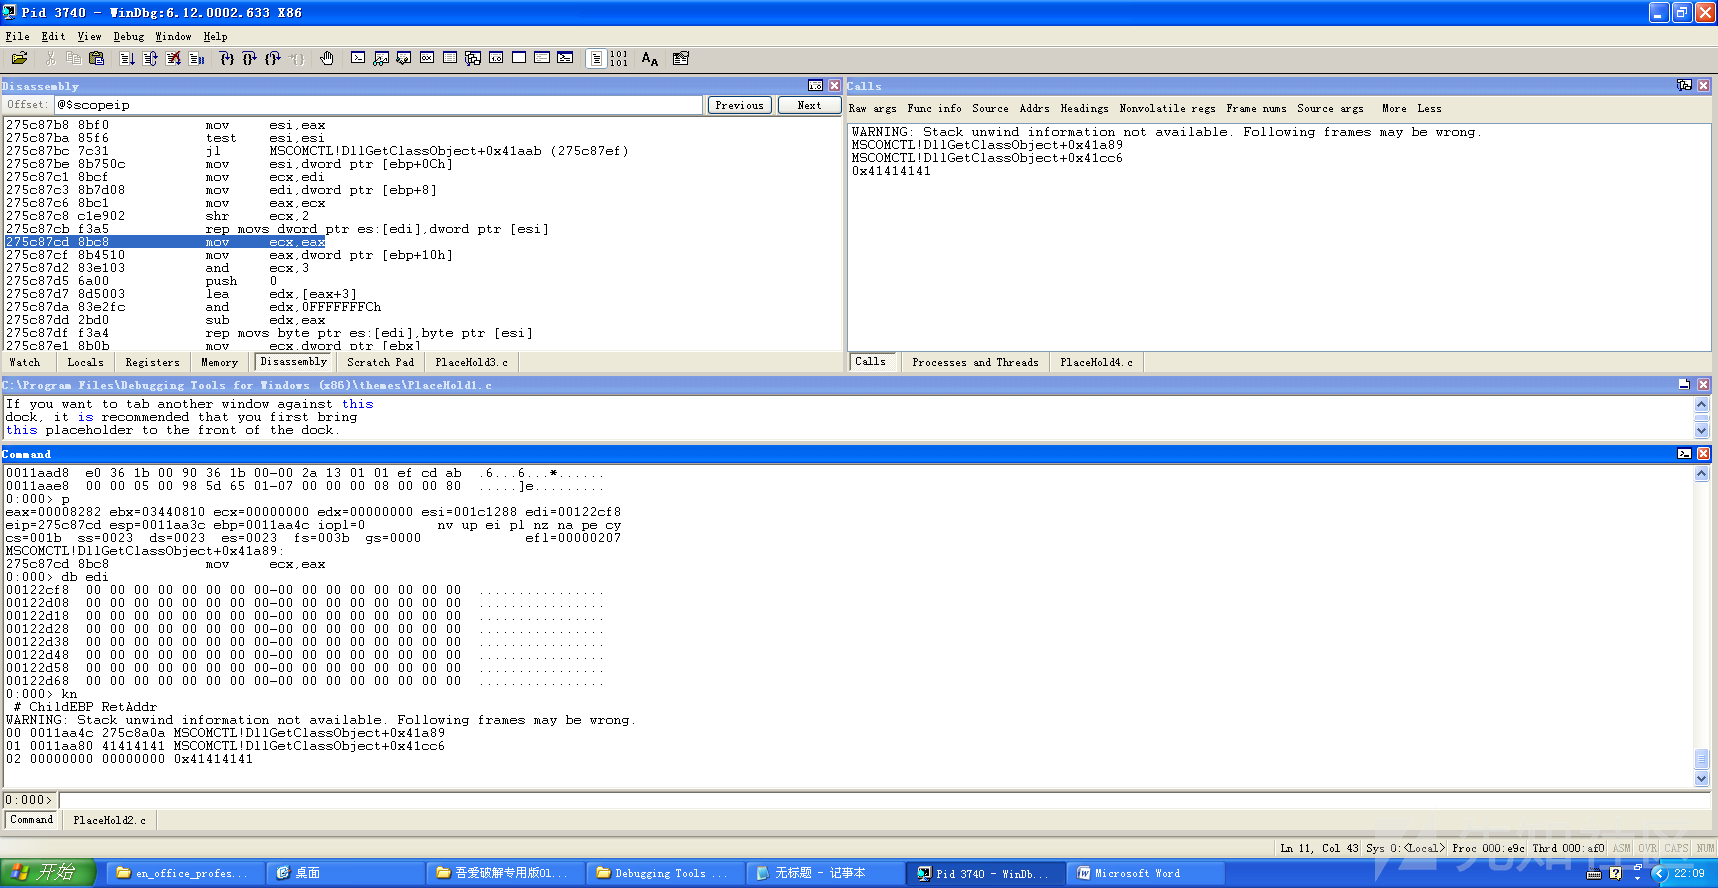 Pid 3740 - WinDbg:6.12.0002.633 X86
File Edit View Debug Window Help
Disassembly
Offset: @$scopeip Previous Next
275c87b8 8bf0 mov esi,eax
275c87ba 85f6 test esi,esi
275c87bc 7c31 jl MSCOMCTL!DllGetClassObject+0x41aab (275c87ef)
275c87be 8b750c mov esi,dword ptr [ebp+0Ch]
275c87c1 8bcf mov ecx,edi
275c87c3 8b7d08 mov edi,dword ptr [ebp+8]
275c87c6 8bc1 mov eax,ecx
275c87c8 c1e902 shr ecx,2
275c87cb f3a5 rep movs dword ptr es:[edi],dword ptr [esi]
275c87cd 8bc8 mov ecx,eax
275c87cf 8b4510 mov eax,dword ptr [ebp+10h]
275c87d2 83e103 and ecx,3
275c87d5 6a00 push 0
275c87d7 8d5003 lea edx,[eax+3]
275c87da 83e2fc and edx,0FFFFFFFCh
275c87dd 2bd0 sub edx,eax
275c87df f3a4 rep movs byte ptr es:[edi],byte ptr [esi]
275c87e1 8b0b mov ecx,dword ptr [ebx]
Watch Locals Registers Memory Disassembly Scratch Pad PlaceHold3.c
Calls
Raw args Func info Source Addrs Headings Nonvolatile regs Frame nums Source args More Less
WARNING: Stack unwind information not available. Following frames may be wrong.
MSCOMCTL!DllGetClassObject+0x41a89
MSCOMCTL!DllGetClassObject+0x41cc6
0x41414141
Calls Processes and Threads PlaceHold4.c
C:\Program Files\Debugging Tools for Windows (x86)\themes\PlaceHold1.c
If you want to tab another window against this
dock, it is recommended that you first bring
this placeholder to the front of the dock.
Command
0011aad8 e0 36 1b 00 90 36 1b 00-00 2a 13 01 01 ef cd ab .6...6...*......
0011aae8 00 00 05 00 98 5d 65 01-07 00 00 00 08 00 00 80 .....]e.........
0:000> p
eax=00008282 ebx=03440810 ecx=00000000 edx=00000000 esi=001c1288 edi=00122cf8
eip=275c87cd esp=0011aa3c ebp=0011aa4c iopl=0 nv up ei pl nz na pe cy
cs=001b ss=0023 ds=0023 es=0023 fs=003b gs=0000 efl=00000207
MSCOMCTL!DllGetClassObject+0x41a89:
275c87cd 8bc8 mov ecx,eax
0:000> db edi
00122cf8 00 00 00 00 00 00 00 00-00 00 00 00 00 00 00 00 ................
00122d08 00 00 00 00 00 00 00 00-00 00 00 00 00 00 00 00 ................
00122d18 00 00 00 00 00 00 00 00-00 00 00 00 00 00 00 00 ................
00122d28 00 00 00 00 00 00 00 00-00 00 00 00 00 00 00 00 ................
00122d38 00 00 00 00 00 00 00 00-00 00 00 00 00 00 00 00 ................
00122d48 00 00 00 00 00 00 00 00-00 00 00 00 00 00 00 00 ................
00122d58 00 00 00 00 00 00 00 00-00 00 00 00 00 00 00 00 ................
00122d68 00 00 00 00 00 00 00 00-00 00 00 00 00 00 00 00 ................
0:000> kn
# ChildEBP RetAddr
WARNING: Stack unwind information not available. Following frames may be wrong.
00 0011aa4c 275c8a0a MSCOMCTL!DllGetClassObject+0x41a89
01 0011aa80 41414141 MSCOMCTL!DllGetClassObject+0x41cc6
02 00000000 00000000 0x41414141
0:000>
Command PlaceHold2.c
Ln 11, Col 43 Sys 0:<Local> Proc 000:e9c Thrd 000:af0 ASM OVR CAPS NUM
先知社区
开始 en_office_profes... 桌面 吾爱破解专用版01... Debugging Tools ... 无标题 - 记事本 Pid 3740 - WinDb... Microsoft Word 22:09